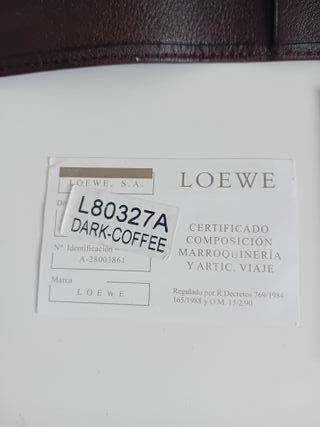 LOEWE, S.A.
L80327A
DARK-COFFEE
Nº Identificación
A-28003861
Marca
LOEWE
LOEWE
CERTIFICADO
COMPOSICIÓN
MARROQUINERÍA
Y ARTIC. VIAJE
Regulado por R.Decretos 769/1984
165/1988 y O.M. 15/2/90